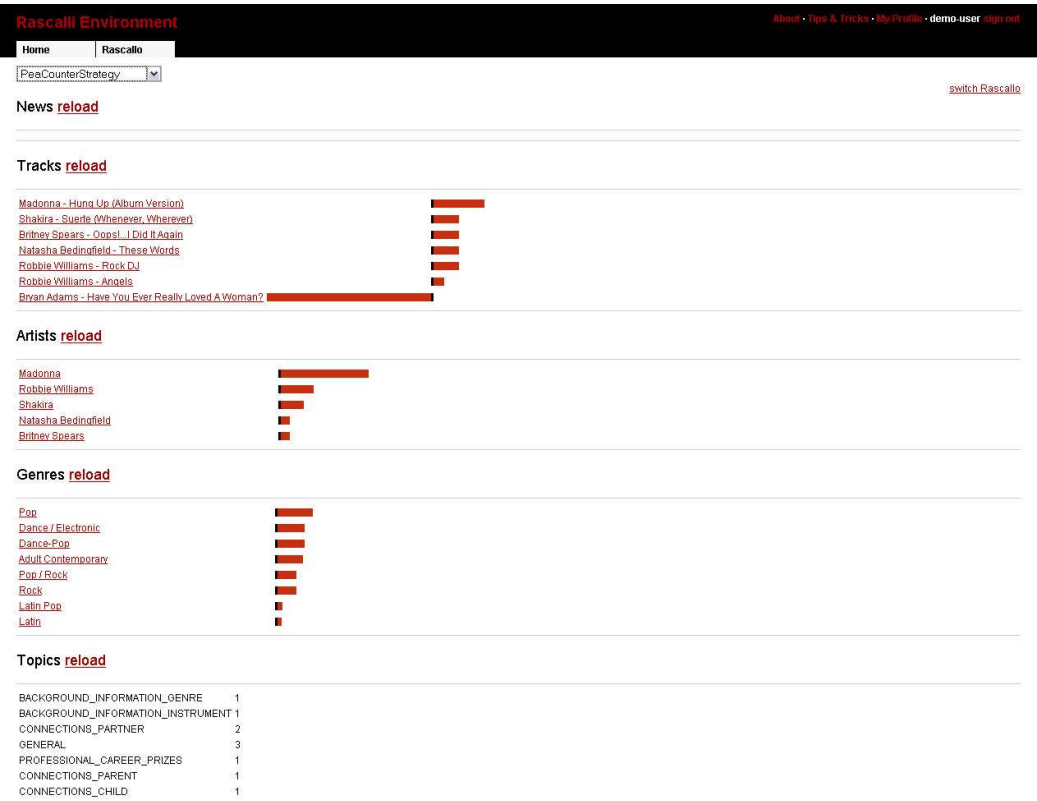 Rascalli Environment
About · Tips & Tricks · My Profile · demo-user sign out
Home Rascallo
PeaCounterStrategy
switch Rascallo
News reload
Tracks reload
Madonna - Hung Up (Album Version)
Shakira - Suerte (Whenever, Wherever)
Britney Spears - Oops!...I Did It Again
Natasha Bedingfield - These Words
Robbie Williams - Rock DJ
Robbie Williams - Angels
Bryan Adams - Have You Ever Really Loved A Woman?
Artists reload
Madonna
Robbie Williams
Shakira
Natasha Bedingfield
Britney Spears
Genres reload
Pop
Dance / Electronic
Dance-Pop
Adult Contemporary
Pop / Rock
Rock
Latin Pop
Latin
Topics reload
BACKGROUND_INFORMATION_GENRE 1
BACKGROUND_INFORMATION_INSTRUMENT 1
CONNECTIONS_PARTNER 2
GENERAL 3
PROFESSIONAL_CAREER_PRIZES 1
CONNECTIONS_PARENT 1
CONNECTIONS_CHILD 1